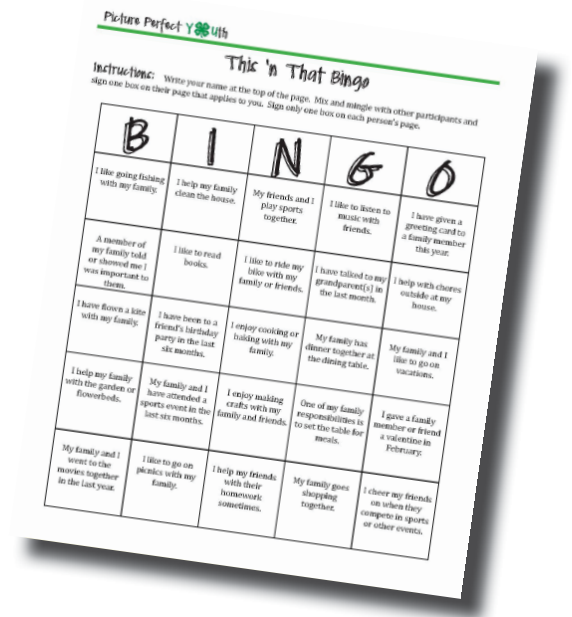 Picture Perfect Y🍀Uth
This 'n That Bingo
Instructions: Write your name at the top of the page. Mix and mingle with other participants and
sign one box on their page that applies to you. Sign only one box on each person's page.
B I N G O
I like going fishing
with my family.
I help my family
clean the house.
My friends and I
play sports
together.
I like to listen to
music with
friends.
I have given a
greeting card to
a family member
this year.
A member of
my family told
or showed me I
was important to
them.
I like to read
books.
I like to ride my
bike with my
family or friends.
I have talked to my
grandparent[s] in
the last month.
I help with chores
outside at my
house.
I have flown a kite
with my family.
I have been to a
friend's birthday
party in the last
six months.
I enjoy cooking or
baking with my
family.
My family has
dinner together at
the dining table.
My family and I
like to go on
vacations.
I help my family
with the garden or
flowerbeds.
My family and I
have attended a
sports event in the
last six months.
I enjoy making
crafts with my
family and friends.
One of my family
responsibilities is
to set the table for
meals.
I gave a family
member or friend
a valentine in
February.
My family and I
went to the
movies together
in the last year.
I like to go on
picnics with my
family.
I help my friends
with their
homework
sometimes.
My family goes
shopping
together.
I cheer my friends
on when they
compete in sports
or other events.